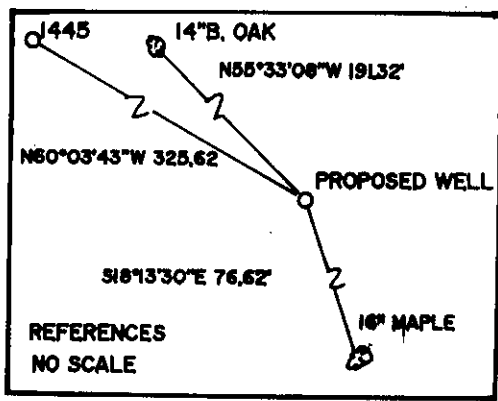 1445
14"B. OAK
N55°33'08"W 191.32'
N60°03'43"W 325.62
PROPOSED WELL
S18°13'30"E 76.62'
16" MAPLE
REFERENCES
NO SCALE